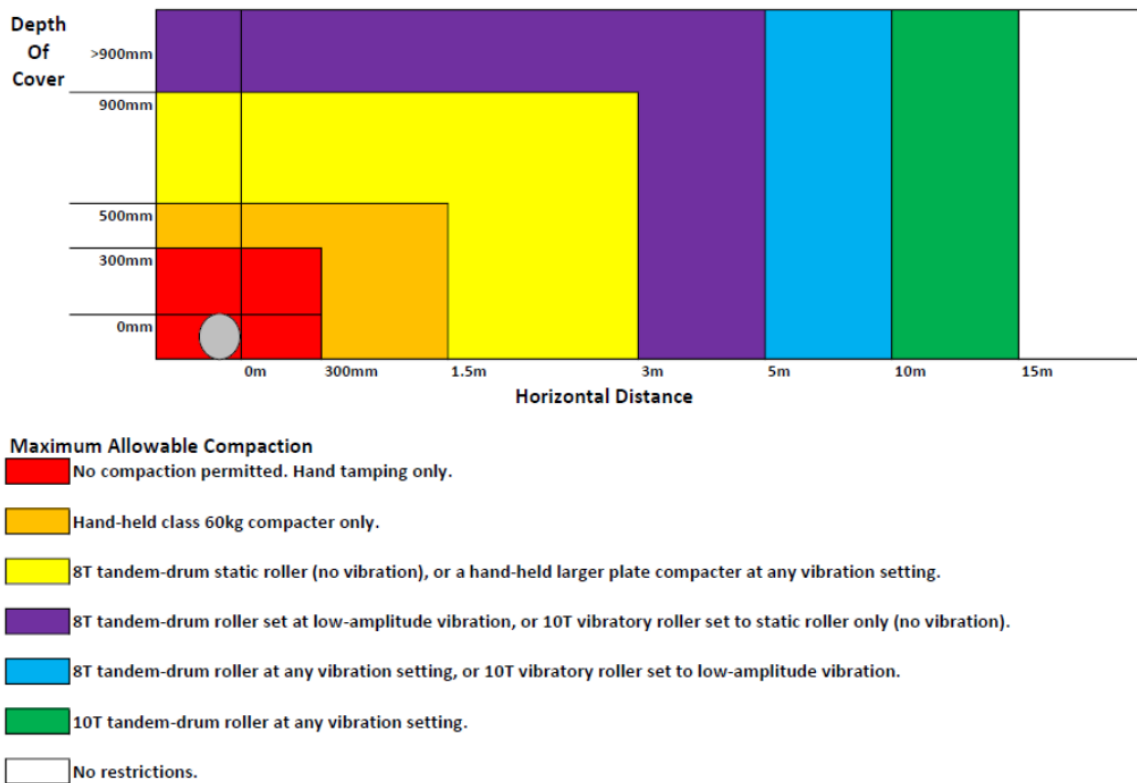 Depth
Of
Cover
>900mm
900mm
500mm
300mm
0mm
0m 300mm 1.5m 3m 5m 10m 15m
Horizontal Distance
Maximum Allowable Compaction
No compaction permitted. Hand tamping only.
Hand-held class 60kg compacter only.
8T tandem-drum static roller (no vibration), or a hand-held larger plate compacter at any vibration setting.
8T tandem-drum roller set at low-amplitude vibration, or 10T vibratory roller set to static roller only (no vibration).
8T tandem-drum roller at any vibration setting, or 10T vibratory roller set to low-amplitude vibration.
10T tandem-drum roller at any vibration setting.
No restrictions.